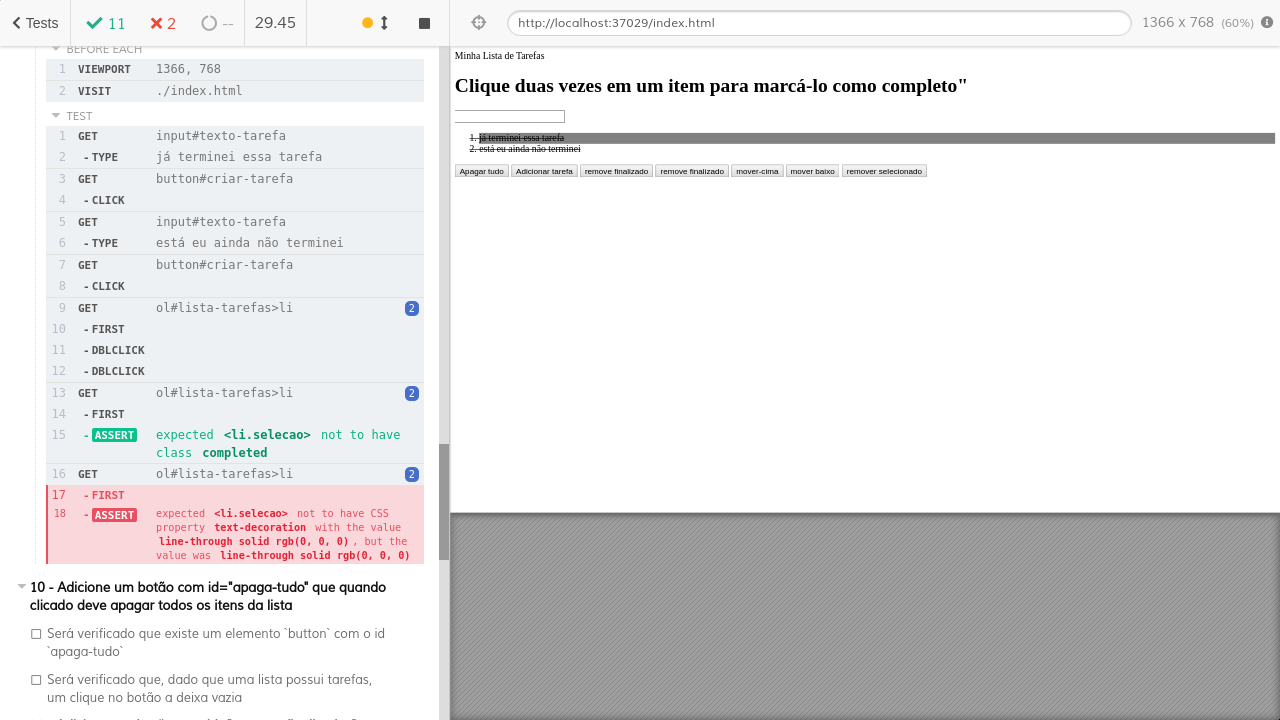 Tests 11 2 -- 29.45 http://localhost:37029/index.html 1366 x 768 (60%)
BEFORE EACH
1 VIEWPORT 1366, 768
2 VISIT ./index.html
TEST
1 GET input#texto-tarefa
2 -TYPE já terminei essa tarefa
3 GET button#criar-tarefa
4 -CLICK
5 GET input#texto-tarefa
6 -TYPE está eu ainda não terminei
7 GET button#criar-tarefa
8 -CLICK
9 GET ol#lista-tarefas>li 2
10 -FIRST
11 -DBLCLICK
12 -DBLCLICK
13 GET ol#lista-tarefas>li 2
14 -FIRST
15 -ASSERT expected <li.selecao> not to have
class completed
16 GET ol#lista-tarefas>li 2
17 -FIRST
18 -ASSERT expected <li.selecao> not to have CSS
property text-decoration with the value
line-through solid rgb(0, 0, 0) , but the
value was line-through solid rgb(0, 0, 0)
10 - Adicione um botão com id="apaga-tudo" que quando
clicado deve apagar todos os itens da lista
Será verificado que existe um elemento `button` com o id
`apaga-tudo`
Será verificado que, dado que uma lista possui tarefas,
um clique no botão a deixa vazia
Minha Lista de Tarefas
Clique duas vezes em um item para marcá-lo como completo"
1. já terminei essa tarefa
2. está eu ainda não terminei
Apagar tudo Adicionar tarefa remove finalizado remove finalizado mover-cima mover baixo remover selecionado